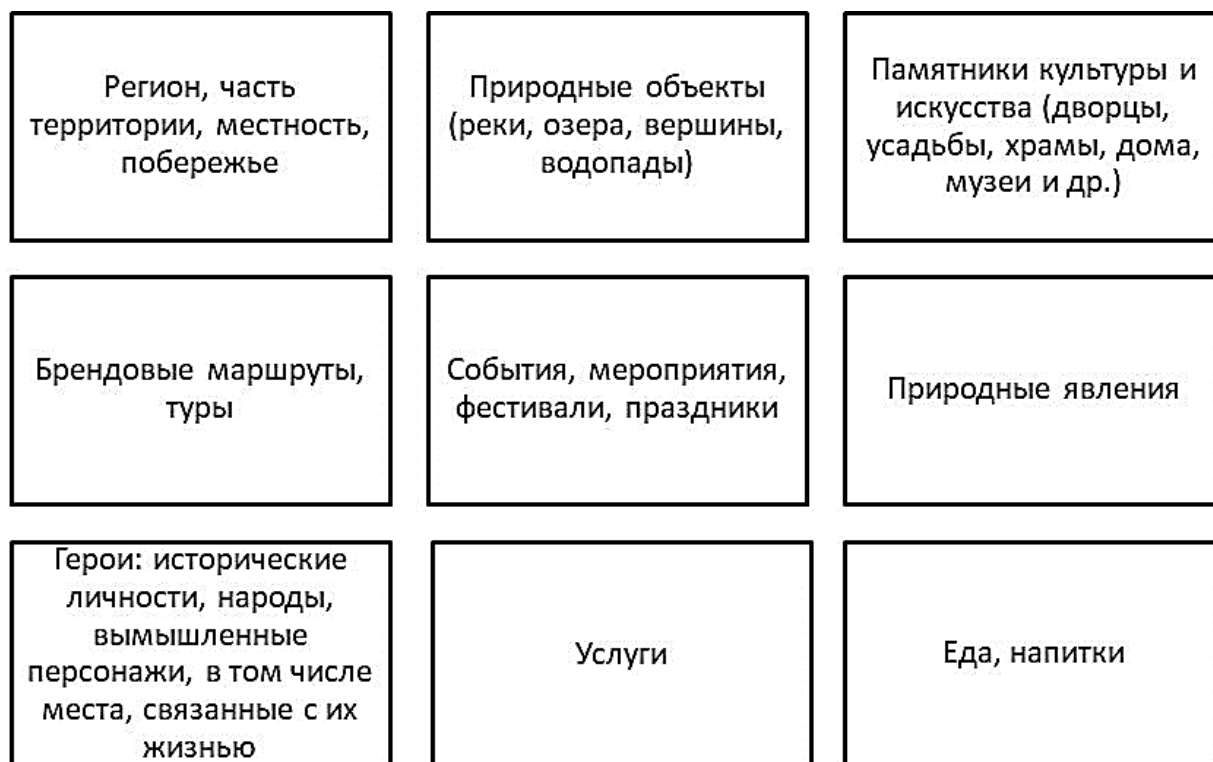 Регион, часть
территории, местность,
побережье
Природные объекты
(реки, озера, вершины,
водопады)
Памятники культуры и
искусства (дворцы,
усадьбы, храмы, дома,
музеи и др.)
Брендовые маршруты,
туры
События, мероприятия,
фестивали, праздники
Природные явления
Герои: исторические
личности, народы,
вымышленные
персонажи, в том числе
места, связанные с их
жизнью
Услуги
Еда, напитки